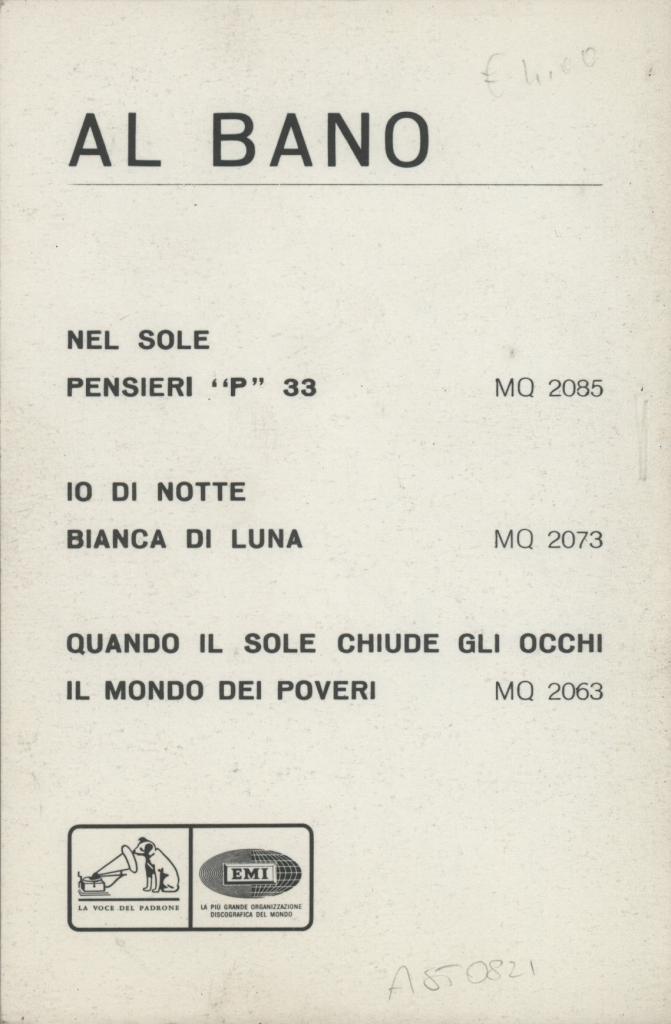 € 4,00
AL BANO
NEL SOLE
PENSIERI “P” 33 MQ 2085
IO DI NOTTE
BIANCA DI LUNA MQ 2073
QUANDO IL SOLE CHIUDE GLI OCCHI
IL MONDO DEI POVERI MQ 2063
LA VOCE DEL PADRONE
EMI
LA PIÙ GRANDE ORGANIZZAZIONE
DISCOGRAFICA DEL MONDO
A850821